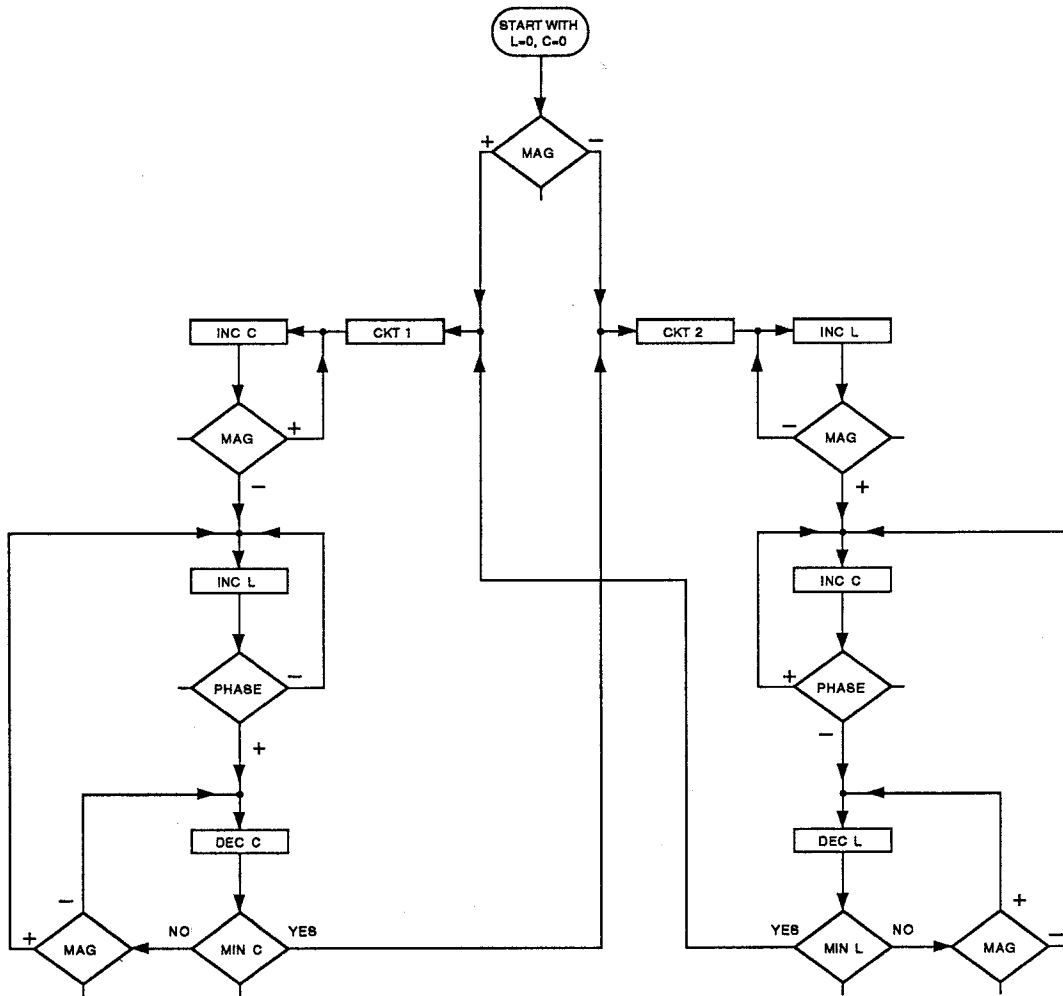 START WITH
L=0, C=0
+ MAG −
INC C
CKT 1
CKT 2
INC L
MAG +
−
− MAG
+
INC L
INC C
PHASE −
+
+ PHASE
−
DEC C
DEC L
−
+
+ MAG
NO
MIN C
YES
YES
MIN L
NO
MAG −